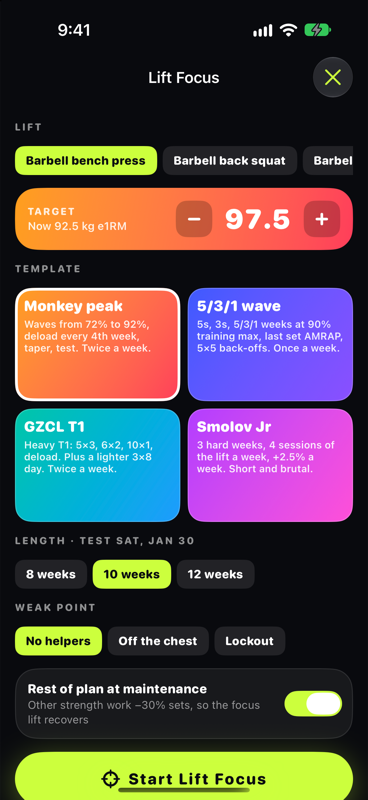 9:41
Lift Focus
LIFT
Barbell bench press
Barbell back squat
Barbel
TARGET
Now 92.5 kg e1RM
− 97.5 +
TEMPLATE
Monkey peak
Waves from 72% to 92%,
deload every 4th week,
taper, test. Twice a week.
5/3/1 wave
5s, 3s, 5/3/1 weeks at 90%
training max, last set AMRAP,
5×5 back-offs. Once a week.
GZCL T1
Heavy T1: 5×3, 6×2, 10×1,
deload. Plus a lighter 3×8
day. Twice a week.
Smolov Jr
3 hard weeks, 4 sessions of
the lift a week, +2.5% a
week. Short and brutal.
LENGTH · TEST SAT, JAN 30
8 weeks
10 weeks
12 weeks
WEAK POINT
No helpers
Off the chest
Lockout
Rest of plan at maintenance
Other strength work −30% sets, so the focus
lift recovers
Start Lift Focus